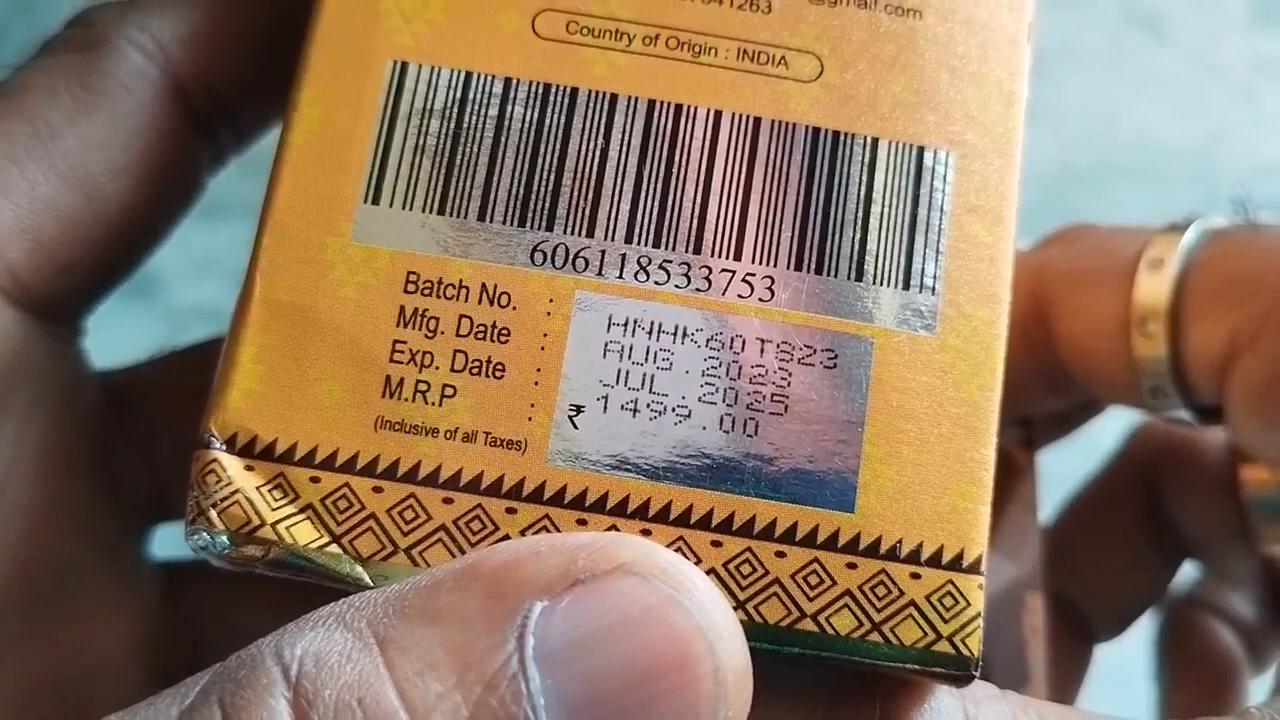 @gmail.com
Country of Origin : INDIA
606118533753
Batch No. : HNHK60TS23
Mfg. Date : AUG.2023
Exp. Date : JUL.2025
M.R.P : ₹ 1499.00
(Inclusive of all Taxes)